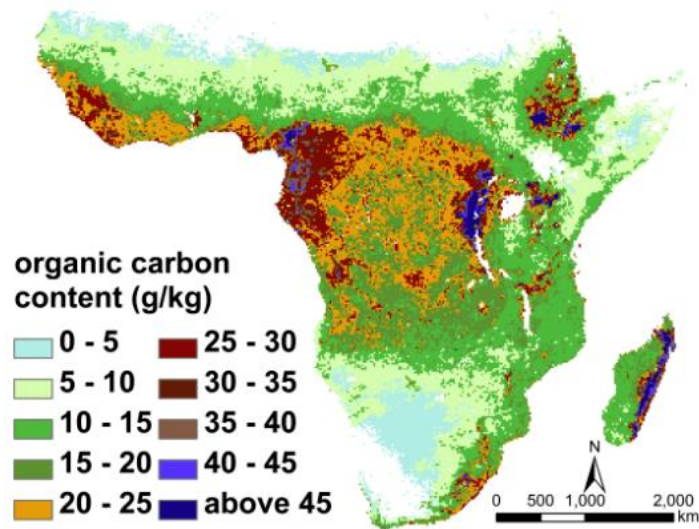 organic carbon
content (g/kg)
0 - 5
25 - 30
5 - 10
30 - 35
10 - 15
35 - 40
15 - 20
40 - 45
20 - 25
above 45
N
0 500 1,000 2,000
km